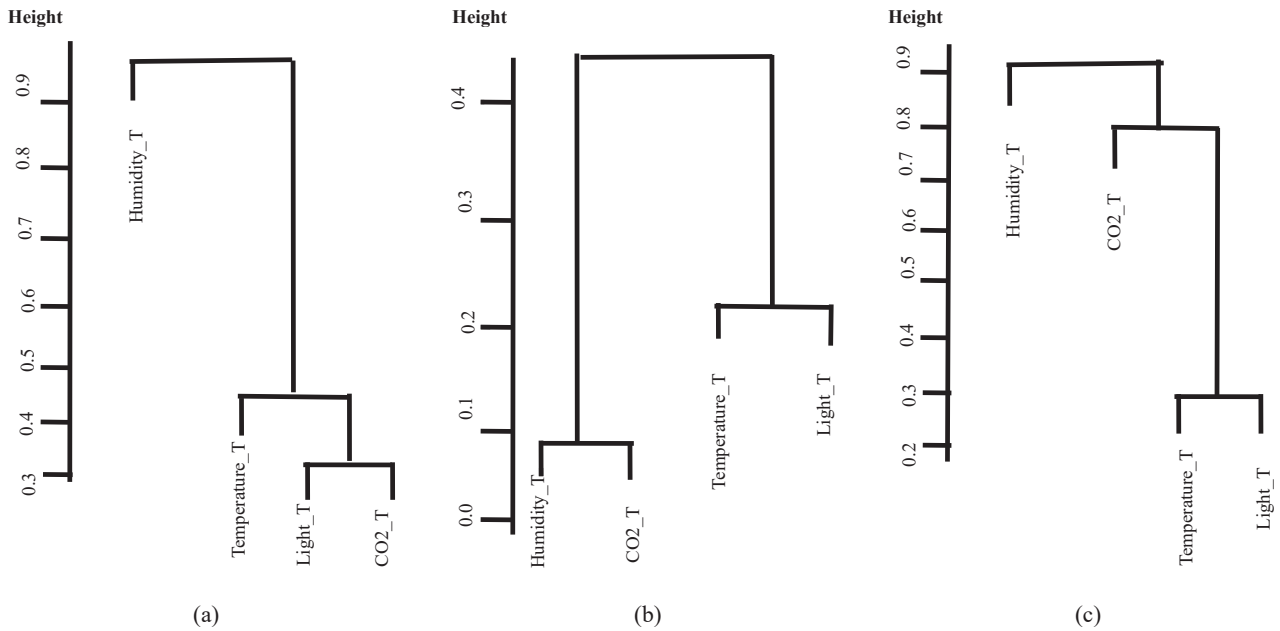 Height
0.9
0.8
0.7
0.6
0.5
0.4
0.3
Humidity_T
Temperature_T
Light_T
CO2_T
(a)
Height
0.4
0.3
0.2
0.1
0.0
Humidity_T
CO2_T
Temperature_T
Light_T
(b)
Height
0.9
0.8
0.7
0.6
0.5
0.4
0.3
0.2
Humidity_T
CO2_T
Temperature_T
Light_T
(c)